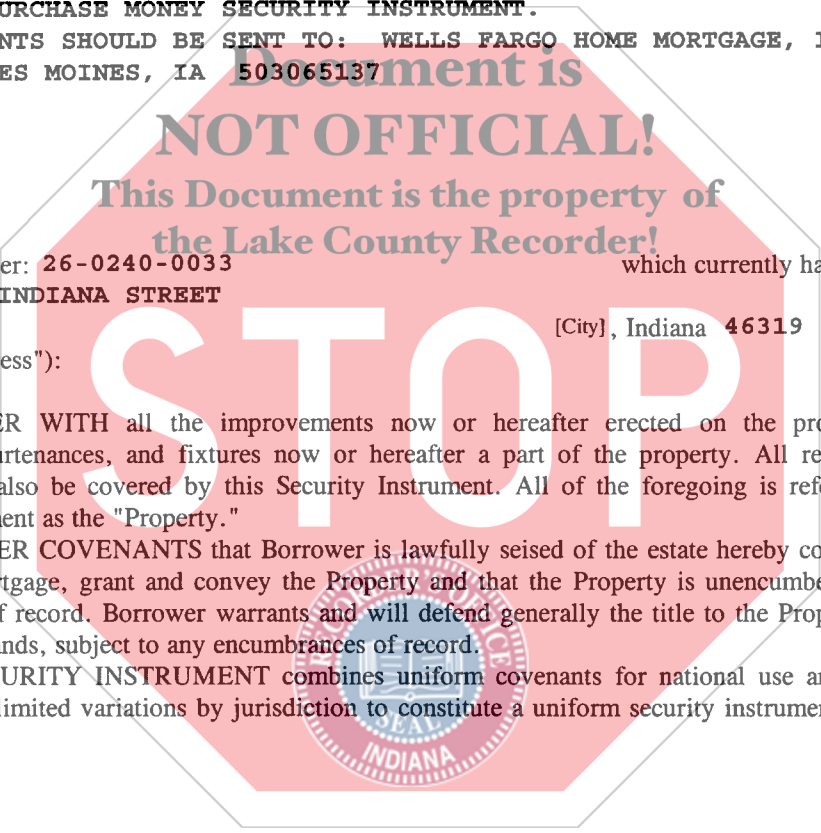 URCHASE MONEY SECURITY INSTRUMENT.
NTS SHOULD BE SENT TO: WELLS FARGO HOME MORTGAGE, I
ES MOINES, IA 503065137
Document is
NOT OFFICIAL!
This Document is the property of
the Lake County Recorder!
er: 26-0240-0033 which currently ha
INDIANA STREET
[City], Indiana 46319
ess"):
STOP
ER WITH all the improvements now or hereafter erected on the pro
urtenances, and fixtures now or hereafter a part of the property. All re
also be covered by this Security Instrument. All of the foregoing is refe
ent as the "Property."
ER COVENANTS that Borrower is lawfully seised of the estate hereby co
rtgage, grant and convey the Property and that the Property is unencumbe
f record. Borrower warrants and will defend generally the title to the Prop
nds, subject to any encumbrances of record.
URITY INSTRUMENT combines uniform covenants for national use an
limited variations by jurisdiction to constitute a uniform security instrumen
RECORDER'S OFFICE
SEAL
INDIANA